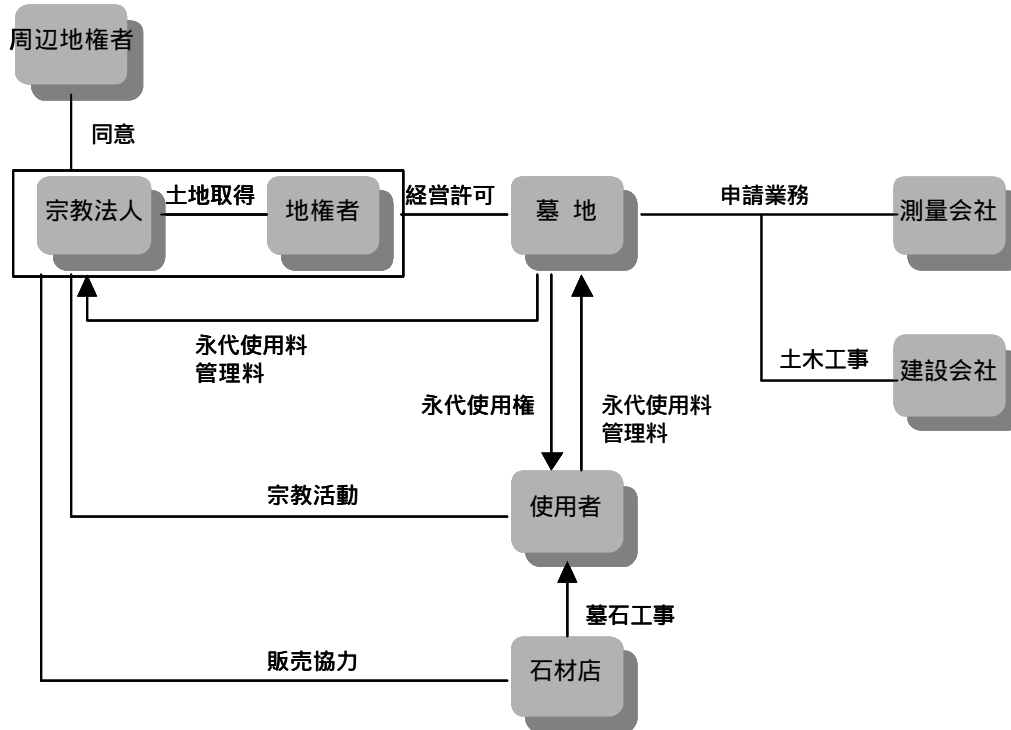 周辺地権者
同意
宗教法人
土地取得
地権者
経営許可
墓 地
申請業務
測量会社
永代使用料
管理料
土木工事
建設会社
永代使用権
永代使用料
管理料
宗教活動
使用者
墓石工事
販売協力
石材店